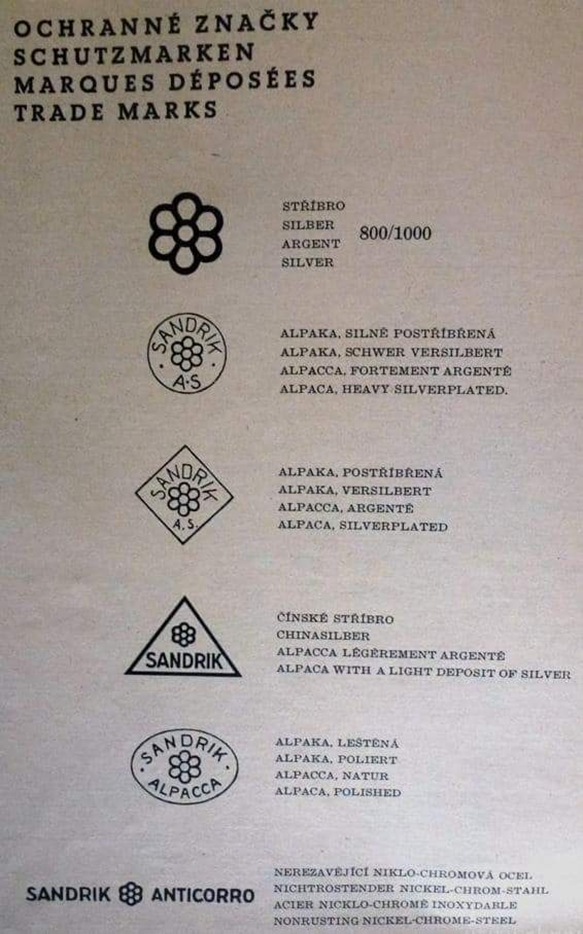 OCHRANNÉ ZNAČKY
SCHUTZMARKEN
MARQUES DÉPOSÉES
TRADE MARKS
STŘÍBRO
SILBER
ARGENT
SILVER
800/1000
SANDRIK
A·S
ALPAKA, SILNĚ POSTŘÍBŘENÁ
ALPAKA, SCHWER VERSILBERT
ALPACCA, FORTEMENT ARGENTÉ
ALPACA, HEAVY SILVERPLATED.
SANDRIK
A.S.
ALPAKA, POSTŘÍBŘENÁ
ALPAKA, VERSILBERT
ALPACCA, ARGENTÉ
ALPACA, SILVERPLATED
SANDRIK
ČÍNSKÉ STŘÍBRO
CHINASILBER
ALPACCA LÉGÉREMENT ARGENTÉ
ALPACA WITH A LIGHT DEPOSIT OF SILVER
SANDRIK
ALPACCA
ALPAKA, LEŠTĚNÁ
ALPAKA, POLIERT
ALPACCA, NATUR
ALPACA, POLISHED
SANDRIK ANTICORRO
NEREZAVĚJÍCÍ NIKLO-CHROMOVÁ OCEL
NICHTROSTENDER NICKEL-CHROM-STAHL
ACIER NICKLO-CHROMÉ INOXYDABLE
NONRUSTING NICKEL-CHROME-STEEL